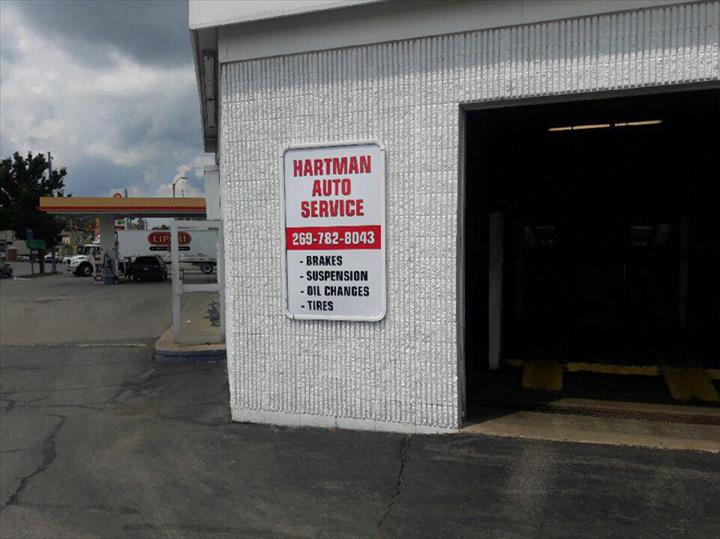 HARTMAN
AUTO
SERVICE
269-782-8043
- BRAKES
- SUSPENSION
- OIL CHANGES
- TIRES
LIPARI